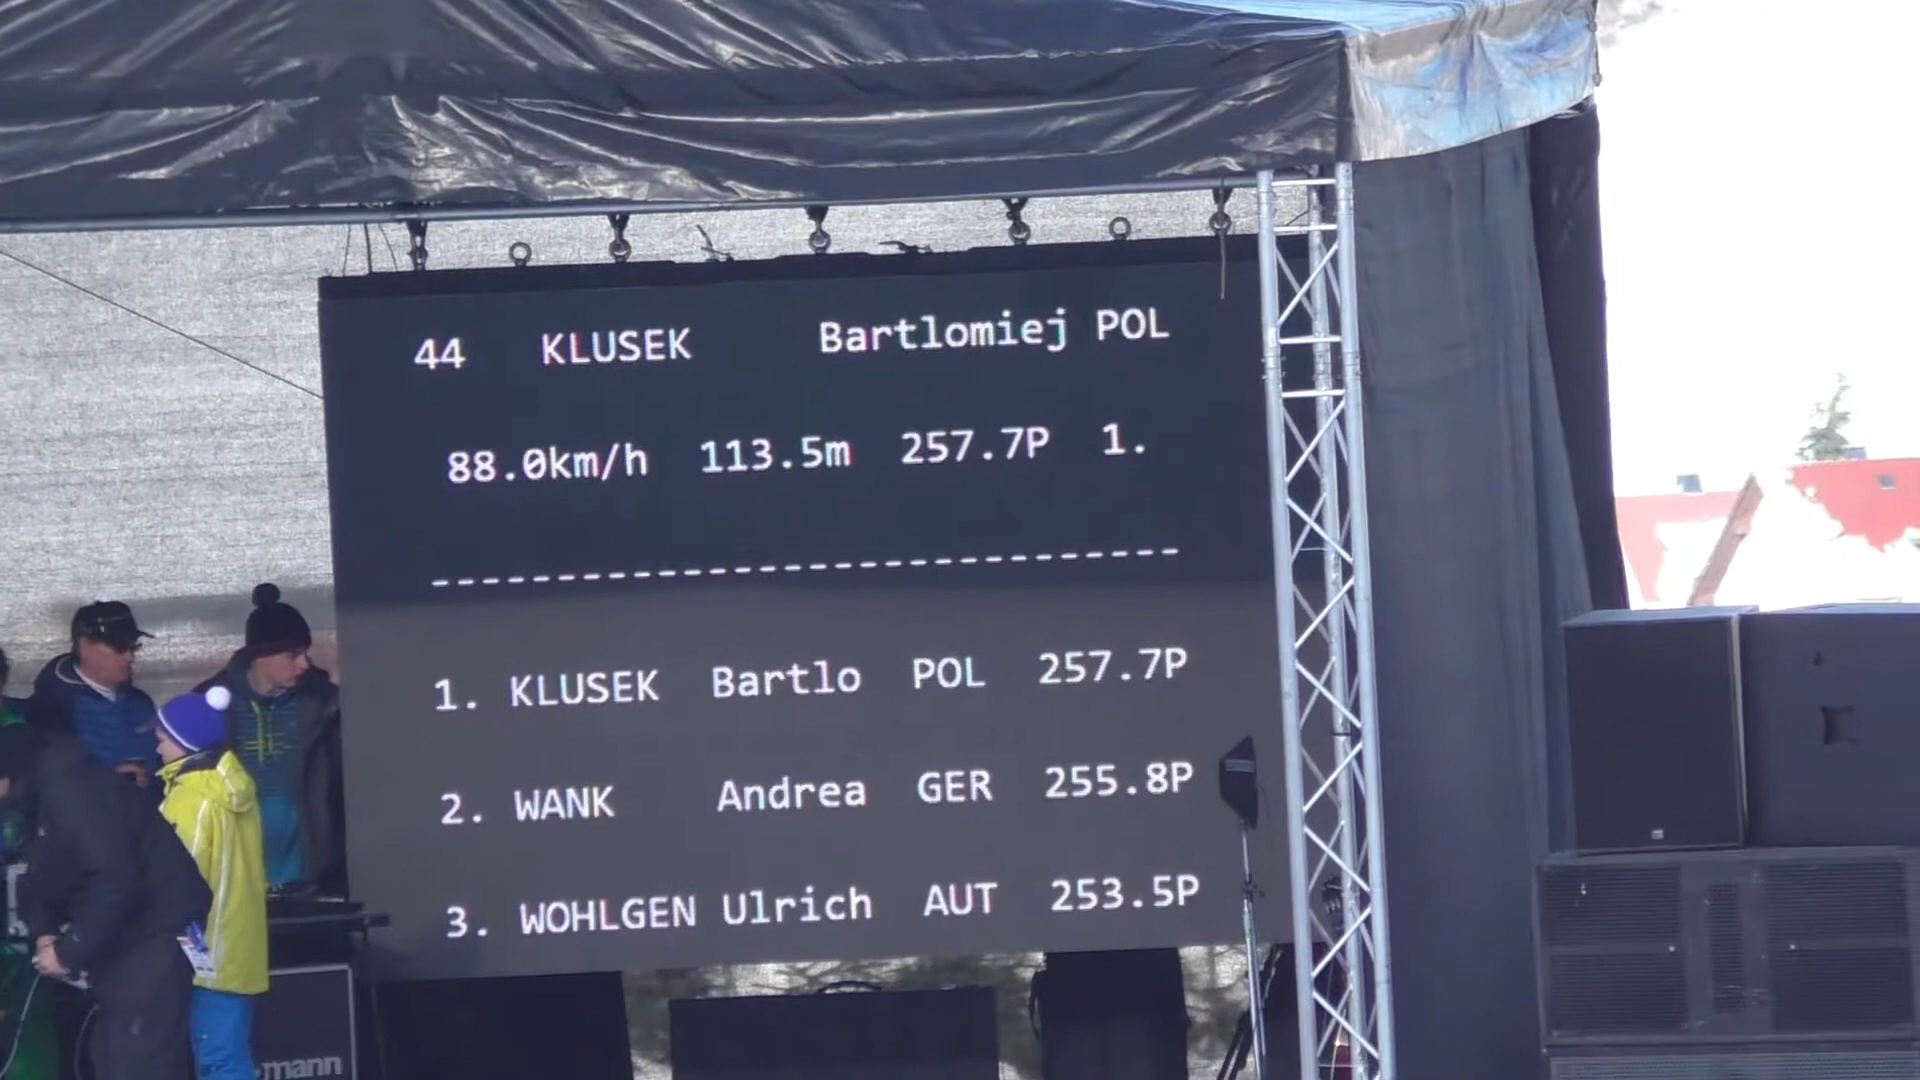 44 KLUSEK Bartlomiej POL
88.0km/h 113.5m 257.7P 1.
------------------------------
1. KLUSEK Bartlo POL 257.7P
2. WANK Andrea GER 255.8P
3. WOHLGEN Ulrich AUT 253.5P